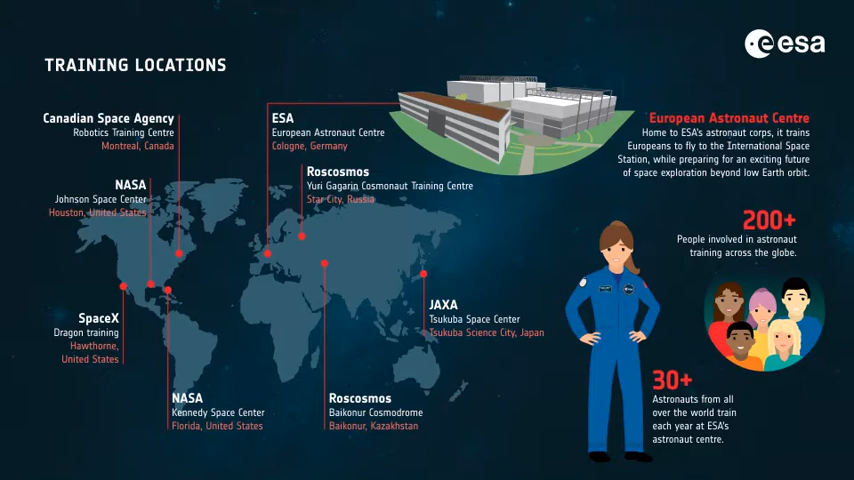 esa
TRAINING LOCATIONS
Canadian Space Agency
Robotics Training Centre
Montreal, Canada
NASA
Johnson Space Center
Houston, United States
SpaceX
Dragon training
Hawthorne,
United States
NASA
Kennedy Space Center
Florida, United States
ESA
European Astronaut Centre
Cologne, Germany
Roscosmos
Yuri Gagarin Cosmonaut Training Centre
Star City, Russia
JAXA
Tsukuba Space Center
Tsukuba Science City, Japan
Roscosmos
Baikonur Cosmodrome
Baikonur, Kazakhstan
European Astronaut Centre
Home to ESA's astronaut corps, it trains
Europeans to fly to the International Space
Station, while preparing for an exciting future
of space exploration beyond low Earth orbit.
200+
People involved in astronaut
training across the globe.
30+
Astronauts from all
over the world train
each year at ESA's
astronaut centre.